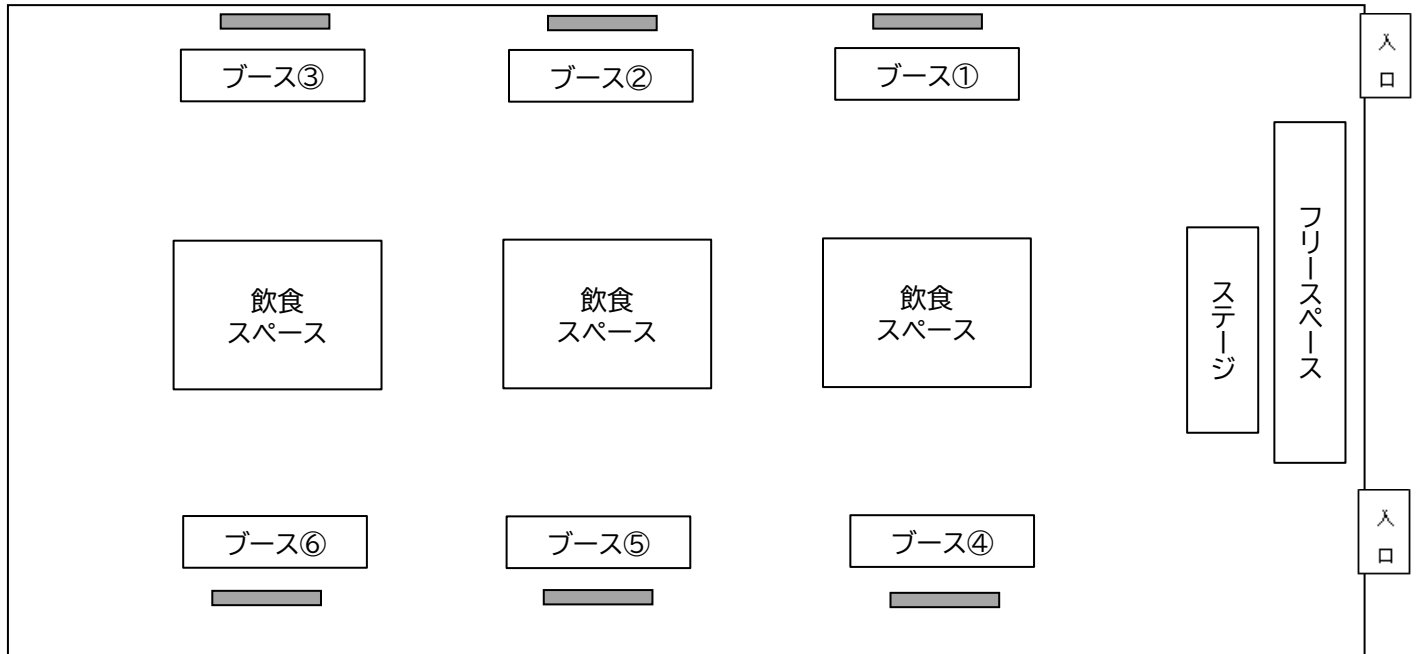 ブース③
ブース②
ブース①
入
口
飲食
スペース
飲食
スペース
飲食
スペース
ステージ
フリースペース
ブース⑥
ブース⑤
ブース④
入
口